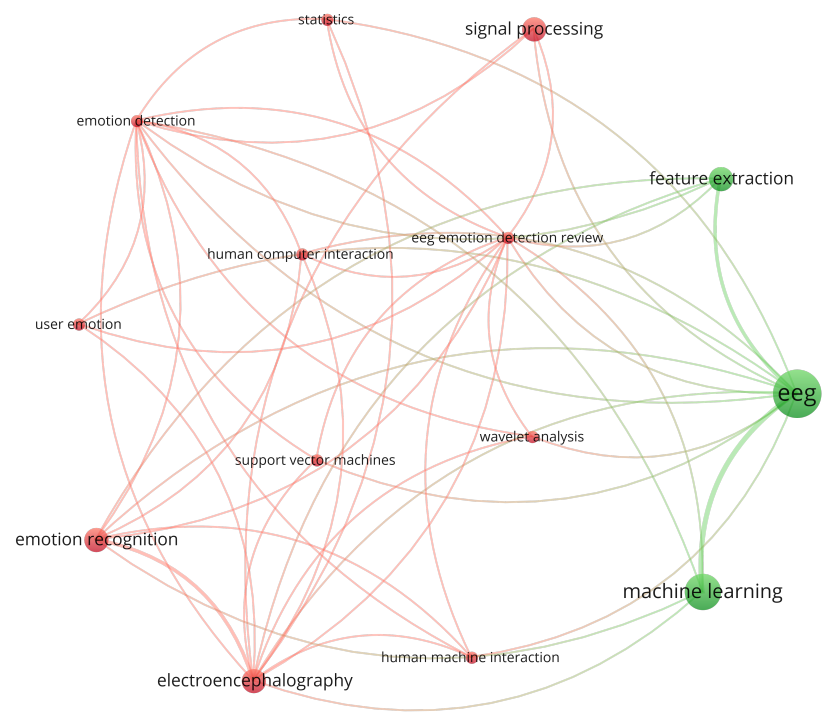 statistics
signal processing
emotion detection
feature extraction
eeg emotion detection review
human computer interaction
user emotion
eeg
wavelet analysis
support vector machines
emotion recognition
machine learning
human machine interaction
electroencephalography